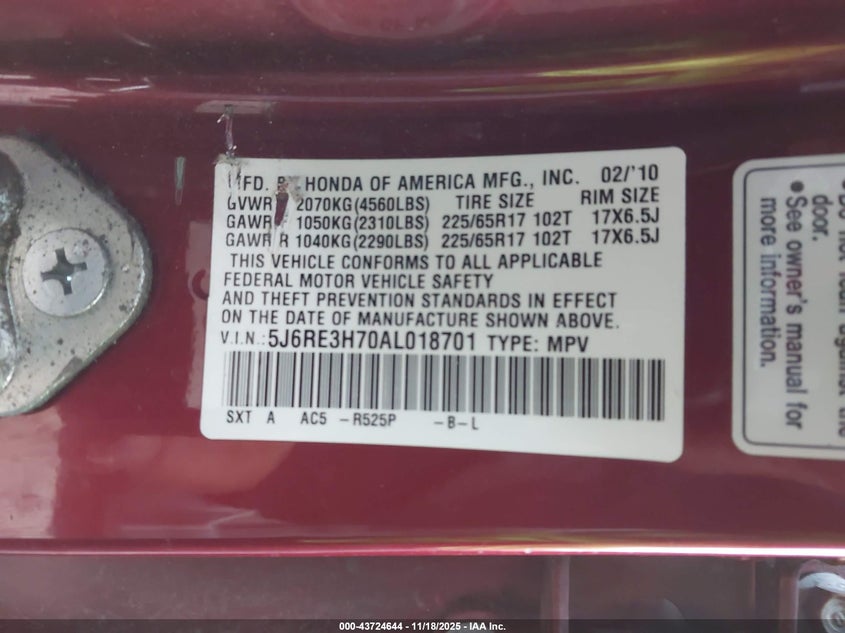 MFD. BY HONDA OF AMERICA MFG., INC. 02/'10
GVWR 2070KG(4560LBS) TIRE SIZE RIM SIZE
GAWR 1050KG(2310LBS) 225/65R17 102T 17X6.5J
GAWR R 1040KG(2290LBS) 225/65R17 102T 17X6.5J
THIS VEHICLE CONFORMS TO ALL APPLICABLE
FEDERAL MOTOR VEHICLE SAFETY
AND THEFT PREVENTION STANDARDS IN EFFECT
ON THE DATE OF MANUFACTURE SHOWN ABOVE.
V.I.N.: 5J6RE3H70AL018701 TYPE: MPV
SXT A AC5 -R525P -B-L
door.
● See owner's manual for
more information.
000-43724644 - 11/18/2025 - IAA Inc.